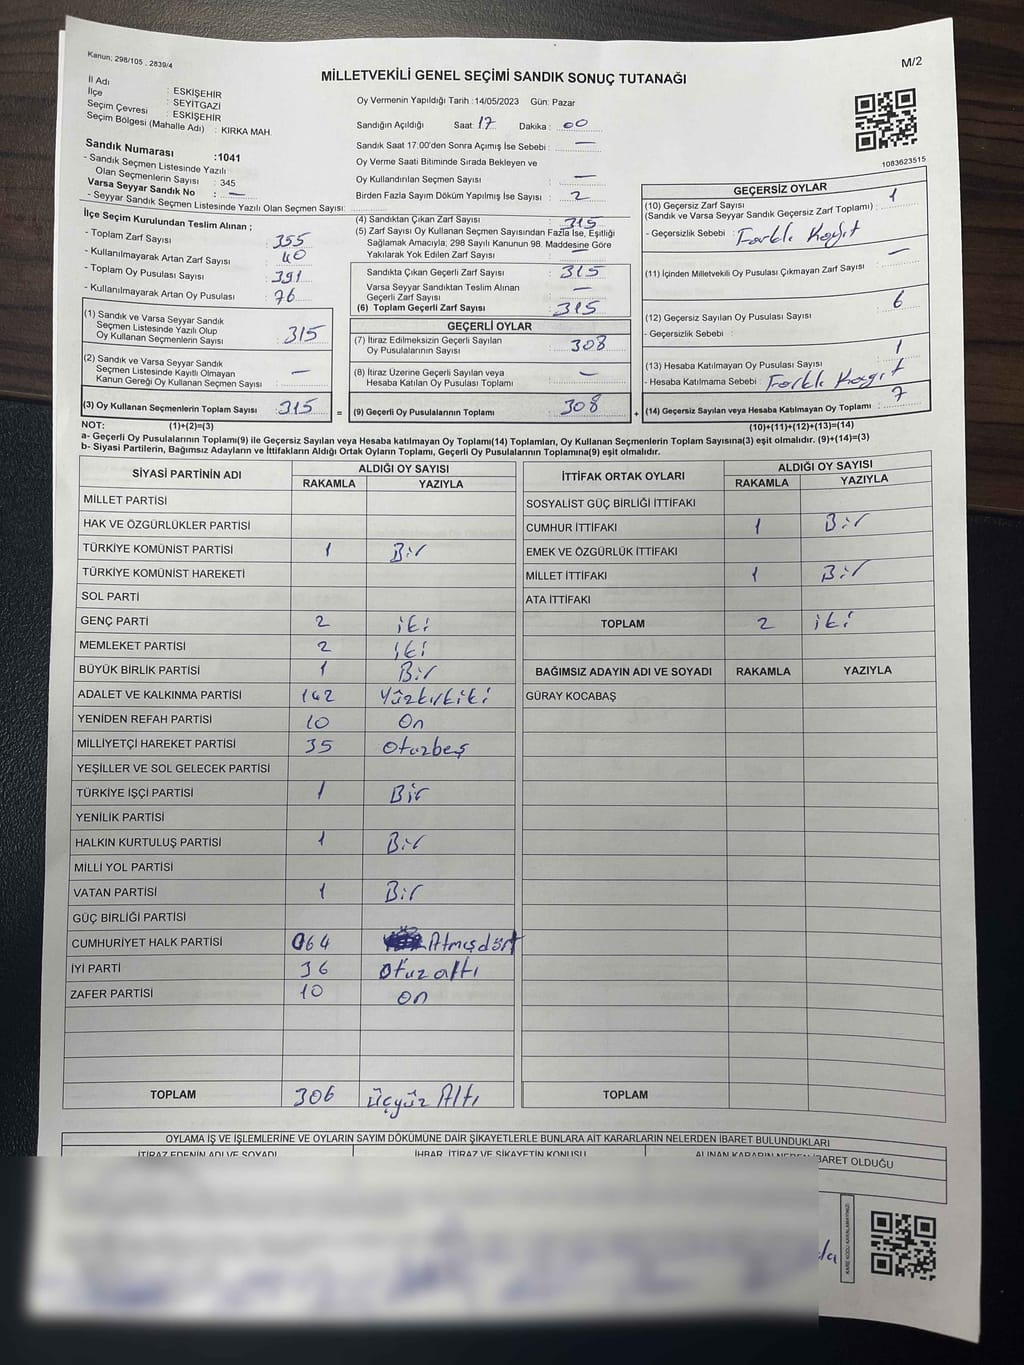 Kanun; 298/105 . 2839/4
M/2
MİLLETVEKİLİ GENEL SEÇİMİ SANDIK SONUÇ TUTANAĞI
İl Adı : ESKİŞEHİR
İlçe : SEYİTGAZİ
Seçim Çevresi : ESKİŞEHİR
Seçim Bölgesi (Mahalle Adı) : KIRKA MAH.
Sandık Numarası :1041
- Sandık Seçmen Listesinde Yazılı
Olan Seçmenlerin Sayısı : 345
Varsa Seyyar Sandık No : —
- Seyyar Sandık Seçmen Listesinde Yazılı Olan Seçmen Sayısı:
Oy Vermenin Yapıldığı Tarih :14/05/2023 Gün: Pazar
Sandığın Açıldığı Saat: 17 Dakika : 00
Sandık Saat 17:00'den Sonra Açımış İse Sebebi : —
Oy Verme Saati Bitiminde Sırada Bekleyen ve
Oy Kullandırılan Seçmen Sayısı : —
Birden Fazla Sayım Döküm Yapılmış İse Sayısı : 2
1083623515
İlçe Seçim Kurulundan Teslim Alınan ;
- Toplam Zarf Sayısı : 355
- Kullanılmayarak Artan Zarf Sayısı : 40
- Toplam Oy Pusulası Sayısı : 391
- Kullanılmayarak Artan Oy Pusulası : 76
(1) Sandık ve Varsa Seyyar Sandık
Seçmen Listesinde Yazılı Olup
Oy Kullanan Seçmenlerin Sayısı : 315
(2) Sandık ve Varsa Seyyar Sandık
Seçmen Listesinde Kayıtlı Olmayan
Kanun Gereği Oy Kullanan Seçmen Sayısı : —
(3) Oy Kullanan Seçmenlerin Toplam Sayısı : 315
(4) Sandıktan Çıkan Zarf Sayısı : 315
(5) Zarf Sayısı Oy Kullanan Seçmen Sayısından Fazla İse, Eşitliği
Sağlamak Amacıyla; 298 Sayılı Kanunun 98. Maddesine Göre
Yakılarak Yok Edilen Zarf Sayısı : —
Sandıkta Çıkan Geçerli Zarf Sayısı : 315
Varsa Seyyar Sandıktan Teslim Alınan
Geçerli Zarf Sayısı : —
(6) Toplam Geçerli Zarf Sayısı : 315
GEÇERLİ OYLAR
(7) İtiraz Edilmeksizin Geçerli Sayılan
Oy Pusulalarının Sayısı : 308
(8) İtiraz Üzerine Geçerli Sayılan veya
Hesaba Katılan Oy Pusulası Toplamı : —
= (9) Geçerli Oy Pusulalarının Toplamı : 308
GEÇERSİZ OYLAR
(10) Geçersiz Zarf Sayısı : 1
(Sandık ve Varsa Seyyar Sandık Geçersiz Zarf Toplamı)
- Geçersizlik Sebebi : Farklı Kağıt
(11) İçinden Milletvekili Oy Pusulası Çıkmayan Zarf Sayısı : —
(12) Geçersiz Sayılan Oy Pusulası Sayısı : 6
- Geçersizlik Sebebi :
(13) Hesaba Katılmayan Oy Pusulası Sayısı : 1
- Hesaba Katılmama Sebebi : Farklı Kağıt
+ (14) Geçersiz Sayılan veya Hesaba Katılmayan Oy Toplamı : 7
NOT: (1)+(2)=(3) (10)+(11)+(12)+(13)=(14)
a- Geçerli Oy Pusulalarının Toplamı(9) ile Geçersiz Sayılan veya Hesaba katılmayan Oy Toplamı(14) Toplamları, Oy Kullanan Seçmenlerin Toplam Sayısına(3) eşit olmalıdır. (9)+(14)=(3)
b- Siyasi Partilerin, Bağımsız Adayların ve İttifakların Aldığı Ortak Oyların Toplamı, Geçerli Oy Pusulalarının Toplamına(9) eşit olmalıdır.
SİYASİ PARTİNİN ADI ALDIĞI OY SAYISI
RAKAMLA YAZIYLA
MİLLET PARTİSİ
HAK VE ÖZGÜRLÜKLER PARTİSİ
TÜRKİYE KOMÜNİST PARTİSİ 1 Bir
TÜRKİYE KOMÜNİST HAREKETİ
SOL PARTİ
GENÇ PARTİ 2 iki
MEMLEKET PARTİSİ 2 iki
BÜYÜK BİRLİK PARTİSİ 1 Bir
ADALET VE KALKINMA PARTİSİ 142 Yüzkırkiki
YENİDEN REFAH PARTİSİ 10 On
MİLLİYETÇİ HAREKET PARTİSİ 35 Otuzbeş
YEŞİLLER VE SOL GELECEK PARTİSİ
TÜRKİYE İŞÇİ PARTİSİ 1 Bir
YENİLİK PARTİSİ
HALKIN KURTULUŞ PARTİSİ 1 Bir
MİLLİ YOL PARTİSİ
VATAN PARTİSİ 1 Bir
GÜÇ BİRLİĞİ PARTİSİ
CUMHURİYET HALK PARTİSİ 064 Atmışdört
İYİ PARTİ 36 Otuzaltı
ZAFER PARTİSİ 10 on
TOPLAM 306 üçyüz Altı
İTTİFAK ORTAK OYLARI ALDIĞI OY SAYISI
RAKAMLA YAZIYLA
SOSYALİST GÜÇ BİRLİĞİ İTTİFAKI
CUMHUR İTTİFAKI 1 Bir
EMEK VE ÖZGÜRLÜK İTTİFAKI
MİLLET İTTİFAKI 1 Bir
ATA İTTİFAKI
TOPLAM 2 iki
BAĞIMSIZ ADAYIN ADI VE SOYADI RAKAMLA YAZIYLA
GÜRAY KOCABAŞ
TOPLAM
OYLAMA İŞ VE İŞLEMLERİNE VE OYLARIN SAYIM DÖKÜMÜNE DAİR ŞİKAYETLERLE BUNLARA AİT KARARLARIN NELERDEN İBARET BULUNDUKLARI
İTİRAZ EDENİN ADI VE SOYADI İHBAR, İTİRAZ VE ŞİKAYETİN KONUSU ALINAN KARARIN NEDEN İBARET OLDUĞU